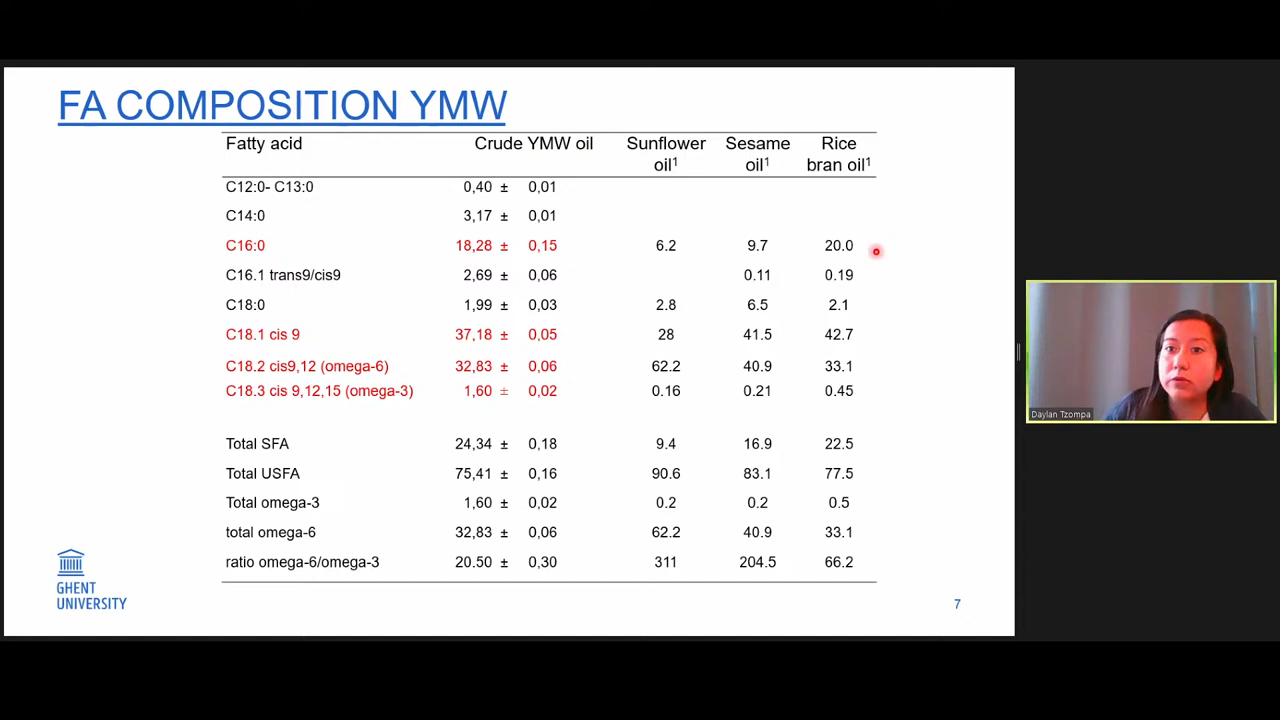 FA COMPOSITION YMW
Fatty acid Crude YMW oil Sunflower oil¹ Sesame oil¹ Rice bran oil¹
C12:0- C13:0 0,40 ± 0,01
C14:0 3,17 ± 0,01
C16:0 18,28 ± 0,15 6.2 9.7 20.0
C16.1 trans9/cis9 2,69 ± 0,06 0.11 0.19
C18:0 1,99 ± 0,03 2.8 6.5 2.1
C18.1 cis 9 37,18 ± 0,05 28 41.5 42.7
C18.2 cis9,12 (omega-6) 32,83 ± 0,06 62.2 40.9 33.1
C18.3 cis 9,12,15 (omega-3) 1,60 ± 0,02 0.16 0.21 0.45
Total SFA 24,34 ± 0,18 9.4 16.9 22.5
Total USFA 75,41 ± 0,16 90.6 83.1 77.5
Total omega-3 1,60 ± 0,02 0.2 0.2 0.5
total omega-6 32,83 ± 0,06 62.2 40.9 33.1
ratio omega-6/omega-3 20.50 ± 0,30 311 204.5 66.2
GHENT
UNIVERSITY
7
Daylan Tzompa